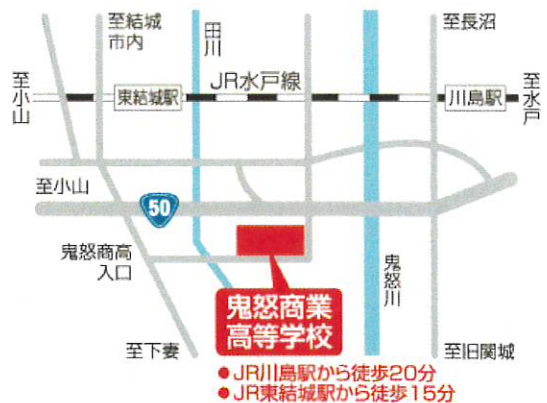 至結城
市内
田川
至長沼
JR水戸線
至小山
東結城駅
川島駅
至水戸
至小山
50
鬼怒商高
入口
鬼怒川
鬼怒商業
高等学校
至下妻
至旧関城
●JR川島駅から徒歩20分
●JR東結城駅から徒歩15分